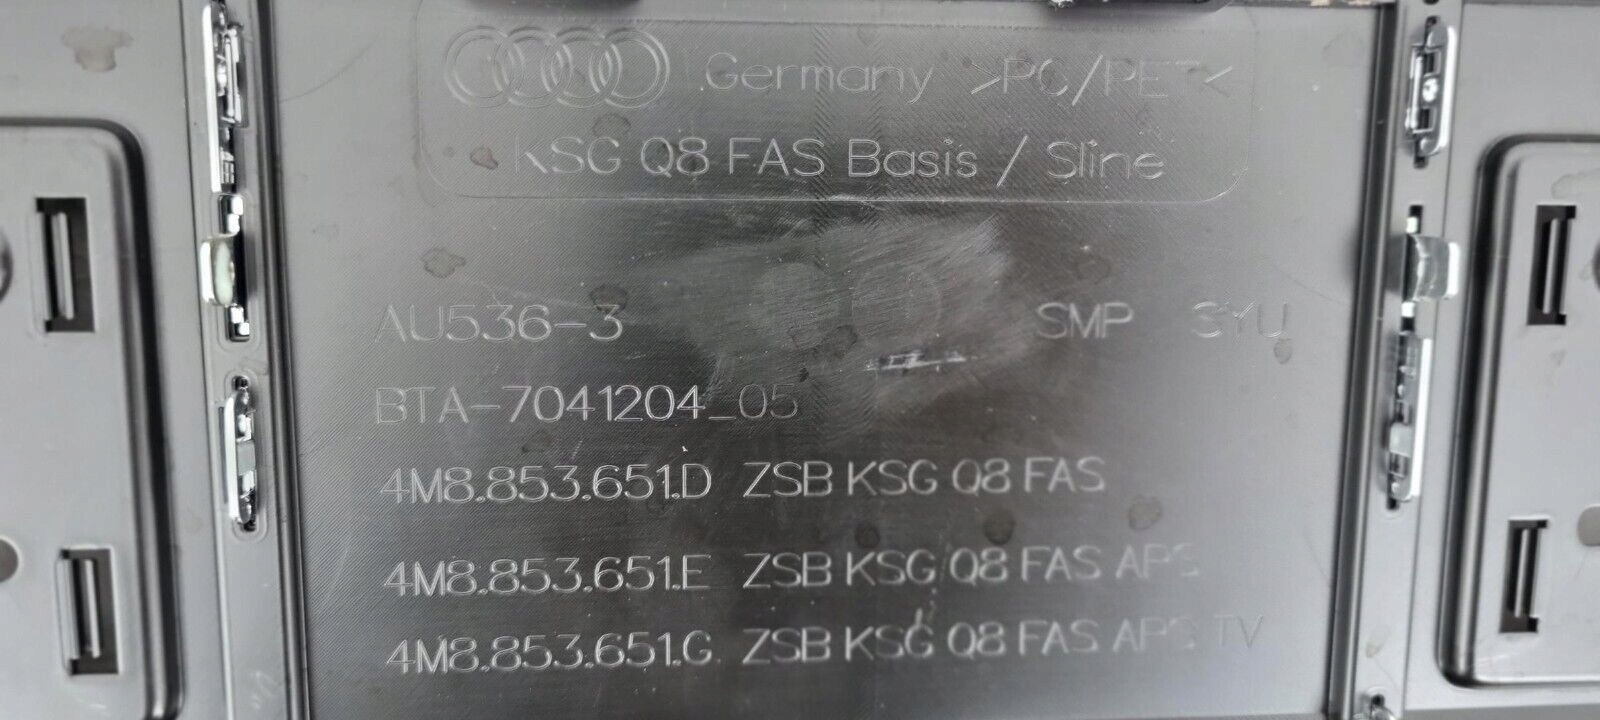 Germany >PC/PET<
KSG Q8 FAS Basis / Sline
AU536-3 SMP SYU
BTA-7041204_05
4M8.853.651.D ZSB KSG Q8 FAS
4M8.853.651.E ZSB KSG Q8 FAS APS
4M8.853.651.G ZSB KSG Q8 FAS APS TV